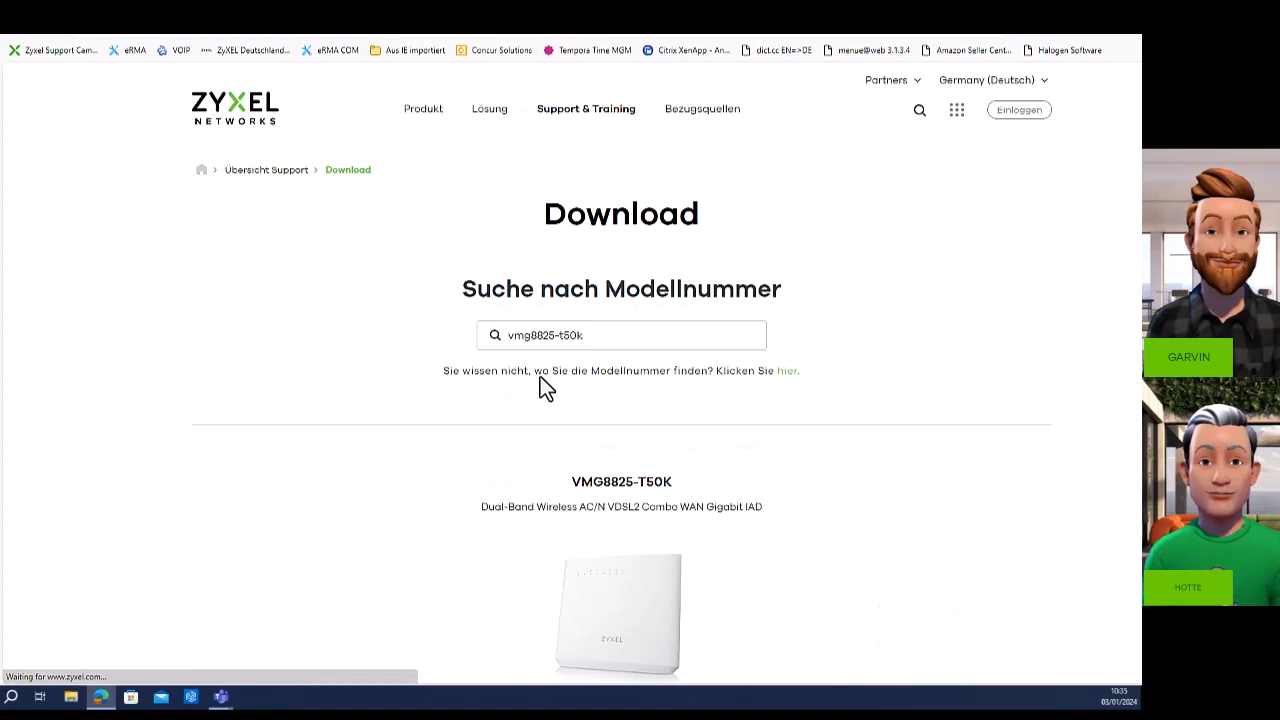 Zyxel Support Cam...
eRMA
VOIP
ZyXEL Deutschland...
eRMA COM
Aus IE importiert
Concur Solutions
Tempora Time MGM
Citrix XenApp - An...
dict.cc EN=>DE
menue@web 3.1.3.4
Amazon Seller Cent...
Halogen Software
Partners
Germany (Deutsch)
ZYXEL
NETWORKS
Produkt
Lösung
Support & Training
Bezugsquellen
Einloggen
Übersicht Support
Download
Download
Suche nach Modellnummer
vmg8825-t50k
Sie wissen nicht, wo Sie die Modellnummer finden? Klicken Sie hier.
VMG8825-T50K
Dual-Band Wireless AC/N VDSL2 Combo WAN Gigabit IAD
ZYXEL
GARVIN
HOTTE
Waiting for www.zyxel.com...
10:35
03/01/2024